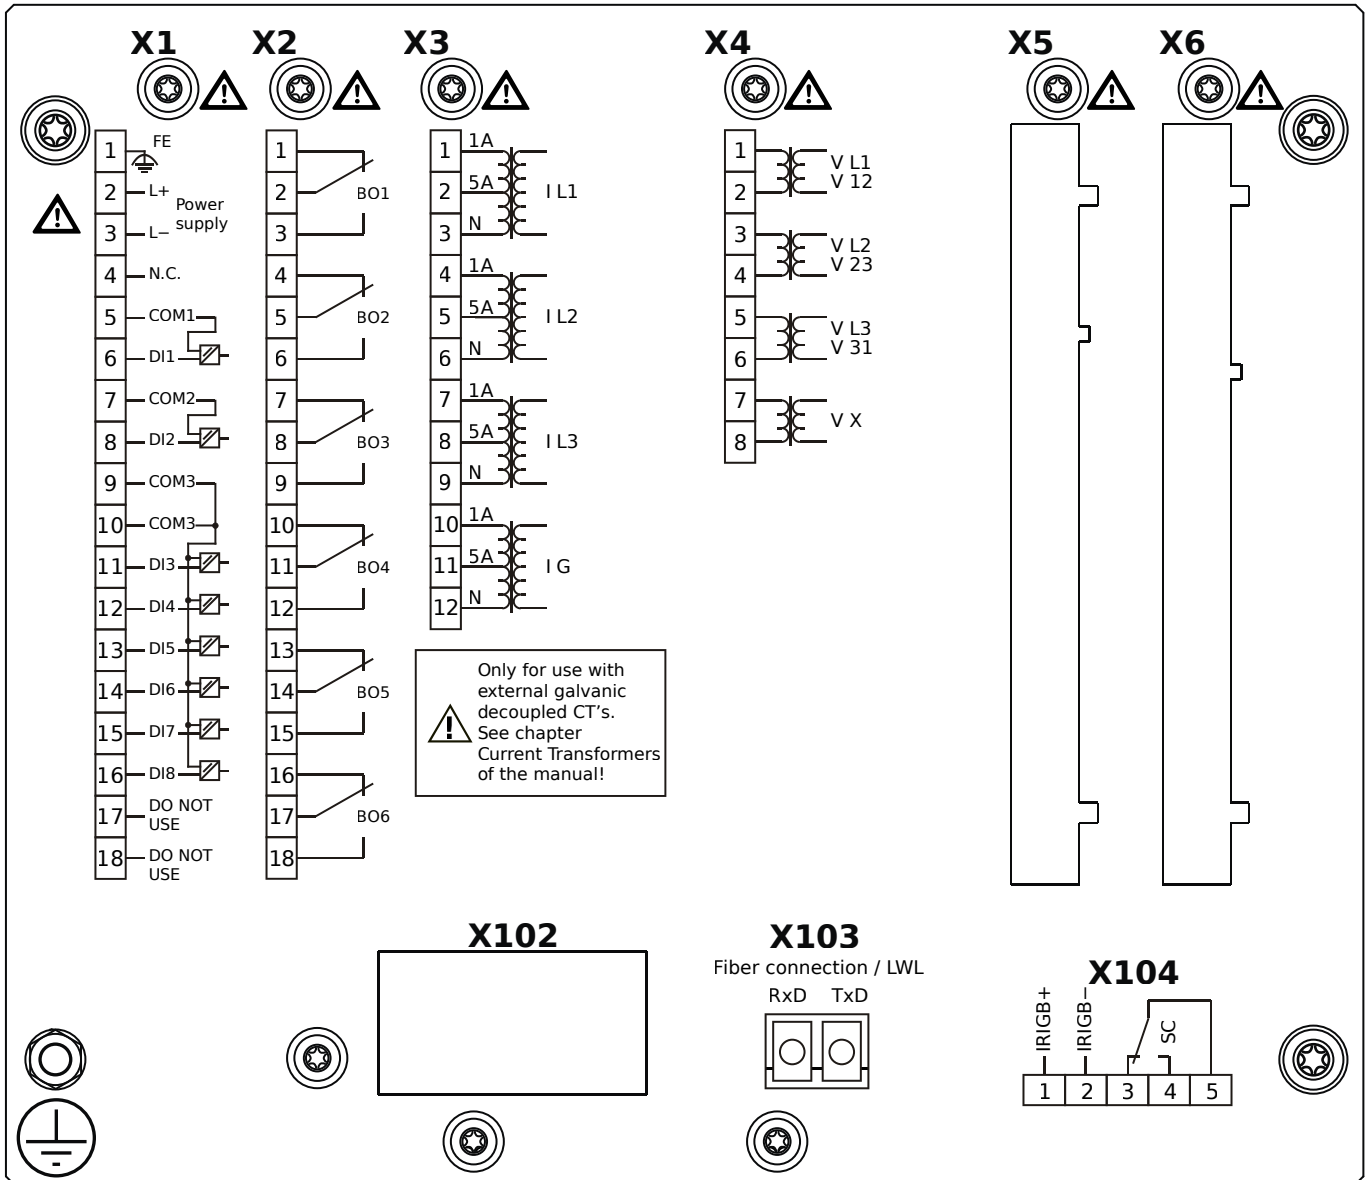 X1
X2
X3
X4
X5
X6
1
FE
2
L+
Power
supply
3
L−
4
N.C.
5
COM1
6
DI1
7
COM2
8
DI2
9
COM3
10
COM3
11
DI3
12
DI4
13
DI5
14
DI6
15
DI7
16
DI8
17
DO NOT
USE
18
DO NOT
USE
1
2
BO1
3
4
5
BO2
6
7
8
BO3
9
10
11
BO4
12
13
14
BO5
15
16
17
BO6
18
1
1A
2
5A
I L1
3
N
4
1A
5
5A
I L2
6
N
7
1A
8
5A
I L3
9
N
10
1A
11
5A
I G
12
N
Only for use with
external galvanic
decoupled CT's.
See chapter
Current Transformers
of the manual!
1
V L1
V 12
2
3
V L2
V 23
4
5
V L3
V 31
6
7
V X
8
X102
X103
Fiber connection / LWL
RxD TxD
X104
IRIGB+
IRIGB−
SC
1 2 3 4 5